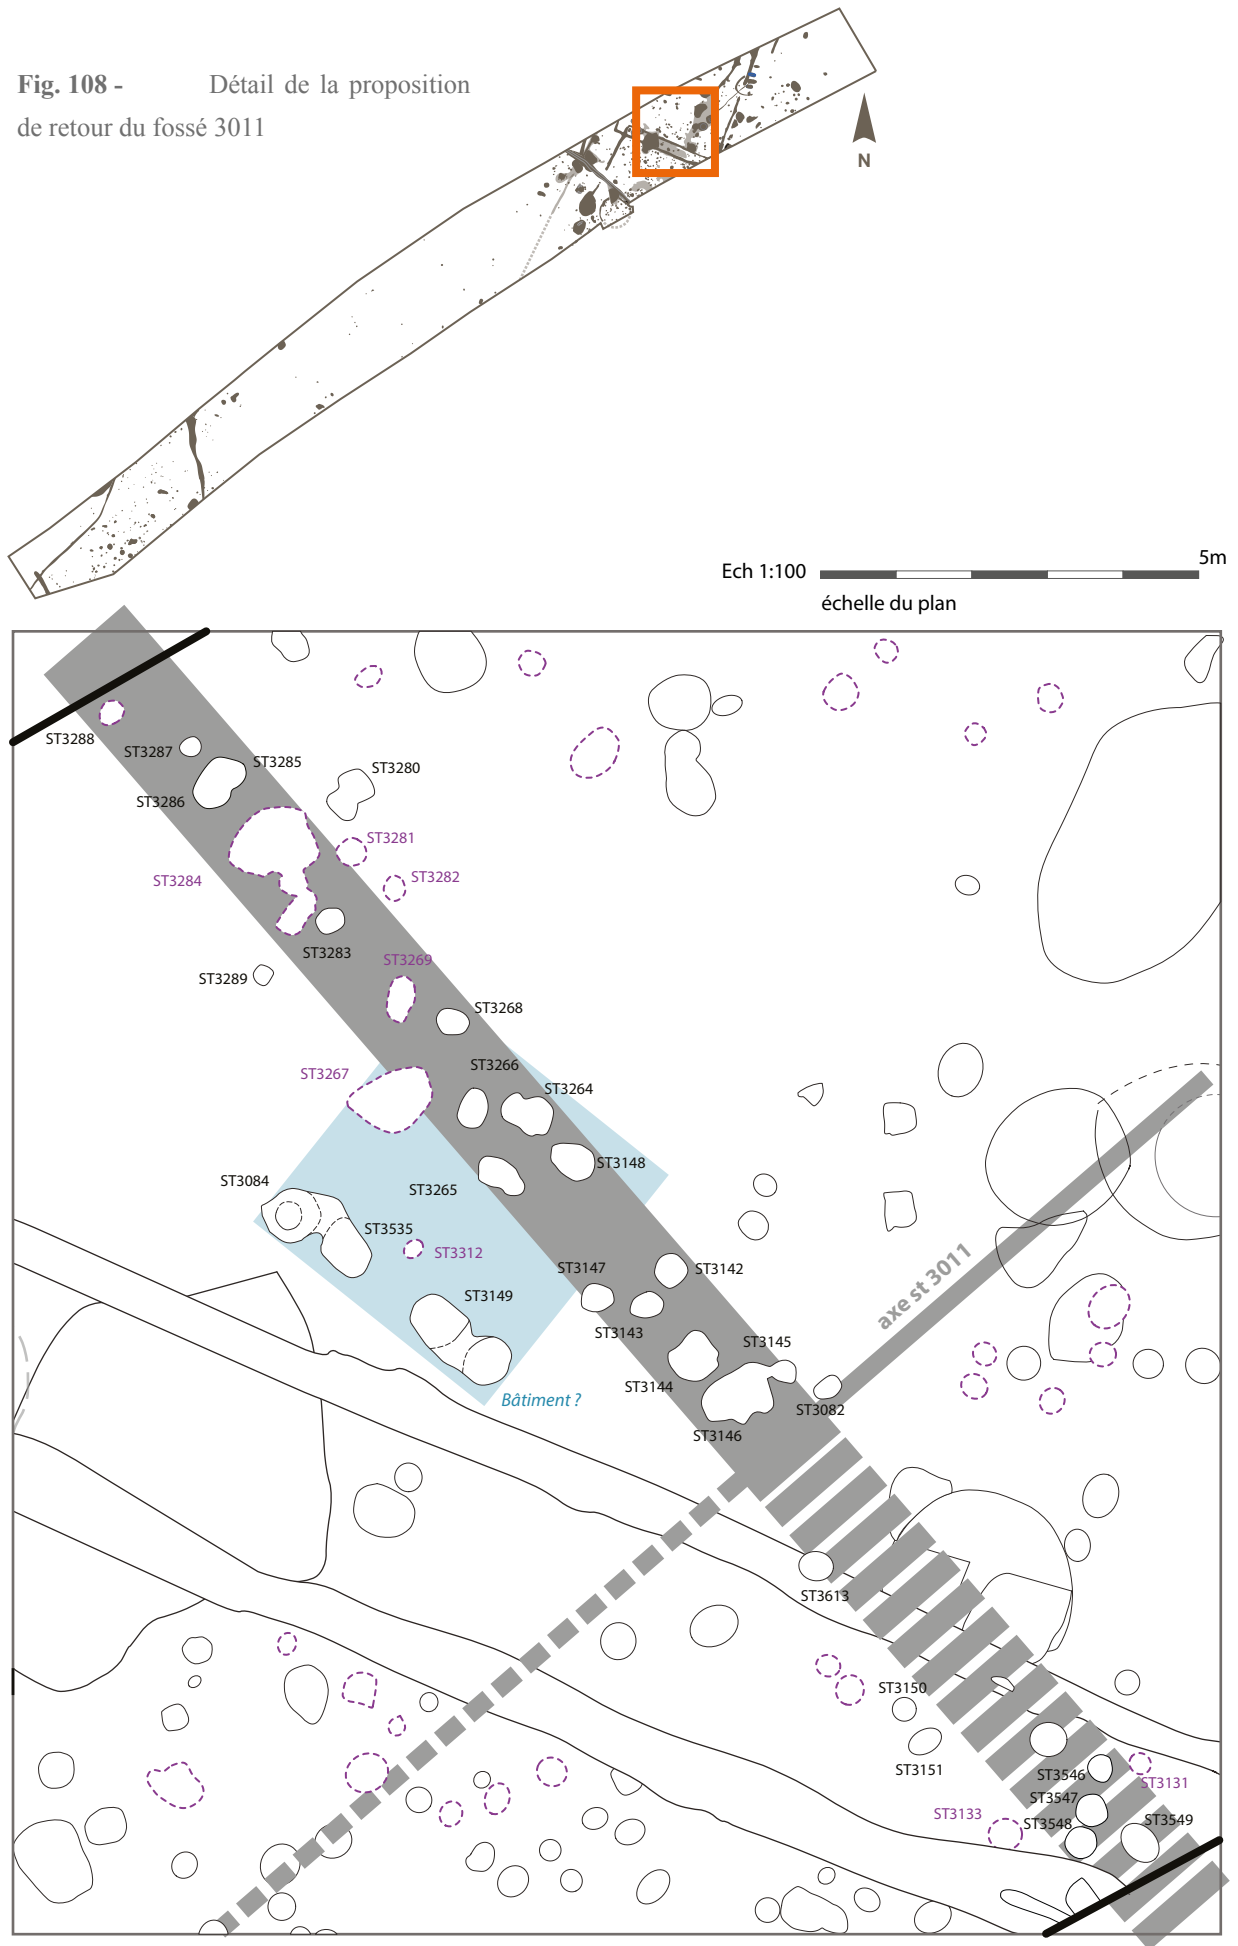 Fig. 108 - Détail de la proposition
de retour du fossé 3011
N
Ech 1:100
5m
échelle du plan
ST3288
ST3287
ST3285
ST3280
ST3286
ST3281
ST3284
ST3282
ST3283
ST3269
ST3289
ST3268
ST3266
ST3267
ST3264
ST3148
ST3084
ST3265
ST3535
ST3312
ST3147
ST3142
ST3149
ST3143
axe st 3011
ST3145
ST3144
Bâtiment ?
ST3082
ST3146
ST3613
ST3150
ST3151
ST3546
ST3131
ST3547
ST3133
ST3548
ST3549